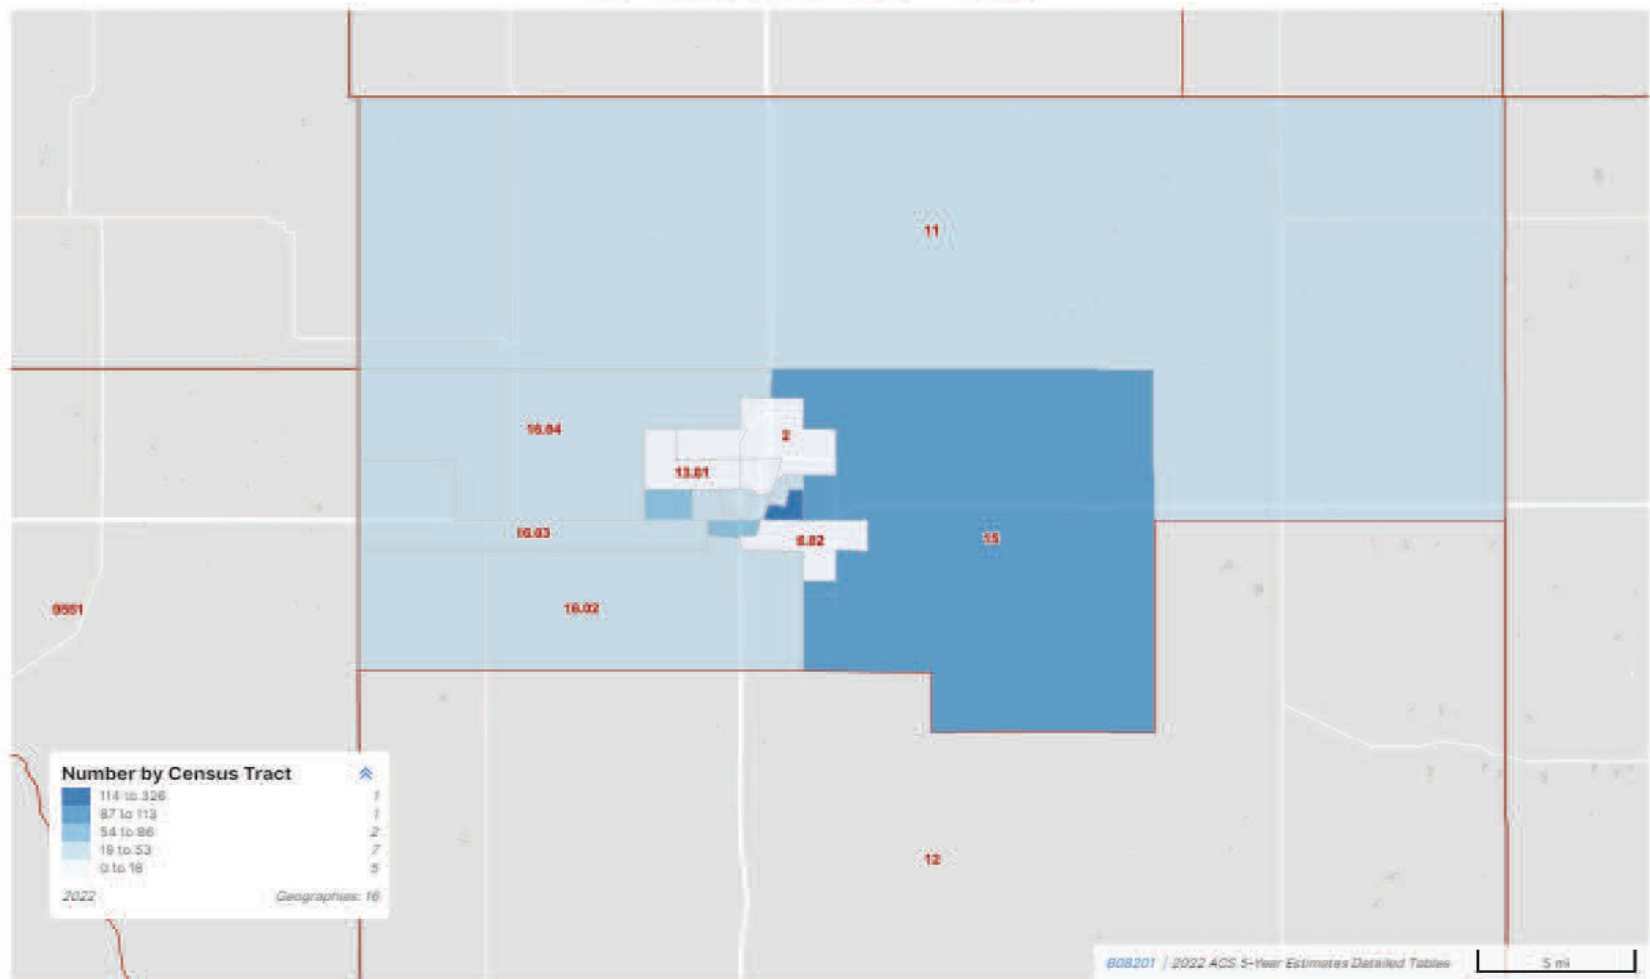 11
16.04
2
13.01
16.03
6.02
15
9551
16.02
Number by Census Tract
114 to 326 1
87 to 113 1
54 to 86 2
19 to 53 7
0 to 18 5
2022 Geographies: 16
12
B08201 | 2022 ACS 5-Year Estimates Detailed Tables
5 mi